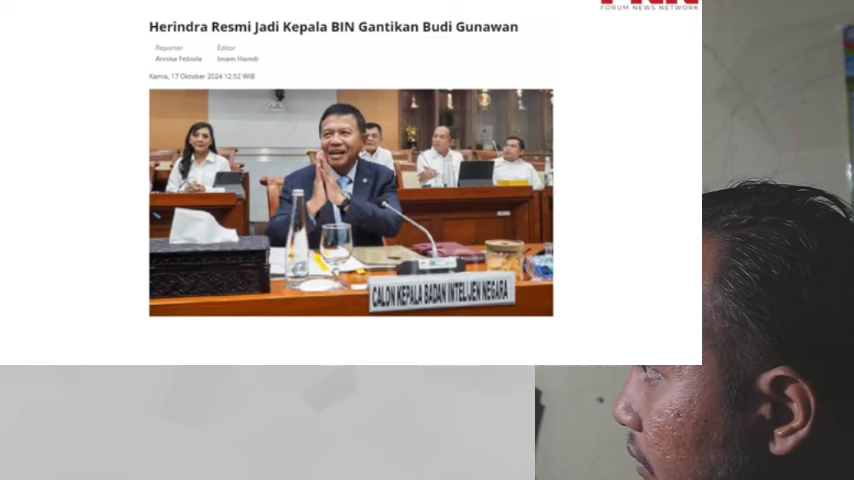 FORUM NEWS NETWORK
Herindra Resmi Jadi Kepala BIN Gantikan Budi Gunawan
Reporter Editor
Annisa Febiola Imam Hamdi
Kamis, 17 Oktober 2024 12:52 WIB
CALON KEPALA BADAN INTELIJEN NEGARA